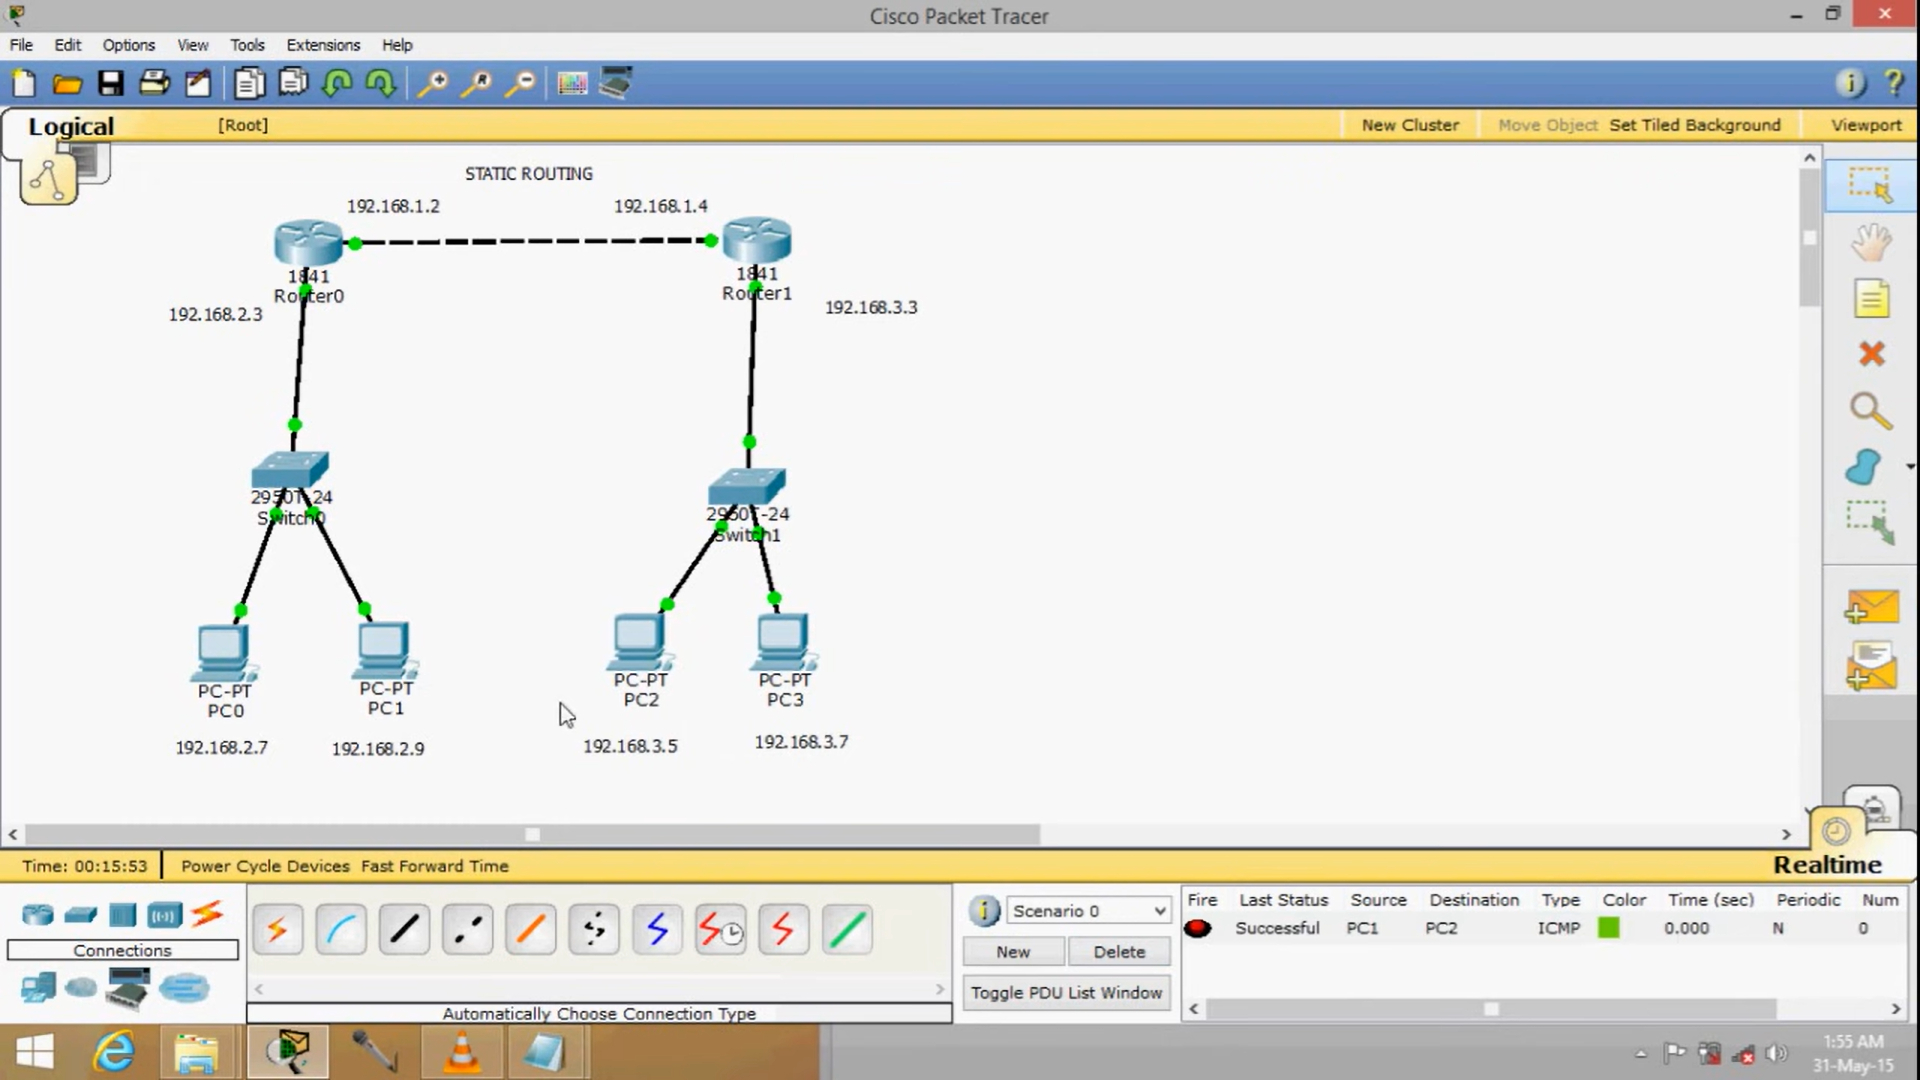 Cisco Packet Tracer
File Edit Options View Tools Extensions Help
Logical [Root] New Cluster Move Object Set Tiled Background Viewport
STATIC ROUTING
192.168.1.2 192.168.1.4
1841
Router0
1841
Router1
192.168.2.3
192.168.3.3
2950T-24
Switch0
2950T-24
Switch1
PC-PT
PC0
PC-PT
PC1
PC-PT
PC2
PC-PT
PC3
192.168.2.7
192.168.2.9
192.168.3.5
192.168.3.7
Time: 00:15:53 Power Cycle Devices Fast Forward Time
Realtime
Connections
Automatically Choose Connection Type
Scenario 0
New Delete
Toggle PDU List Window
Fire Last Status Source Destination Type Color Time (sec) Periodic Num
Successful PC1 PC2 ICMP 0.000 N 0
1:55 AM
31-May-15